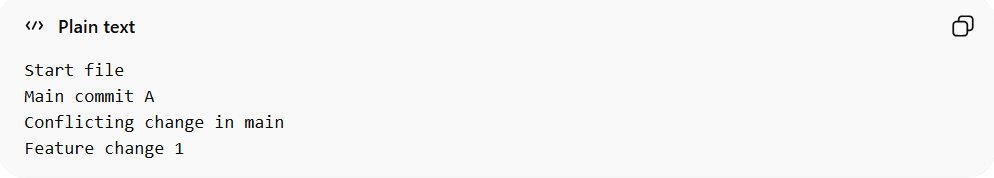 Plain text
Start file
Main commit A
Conflicting change in main
Feature change 1